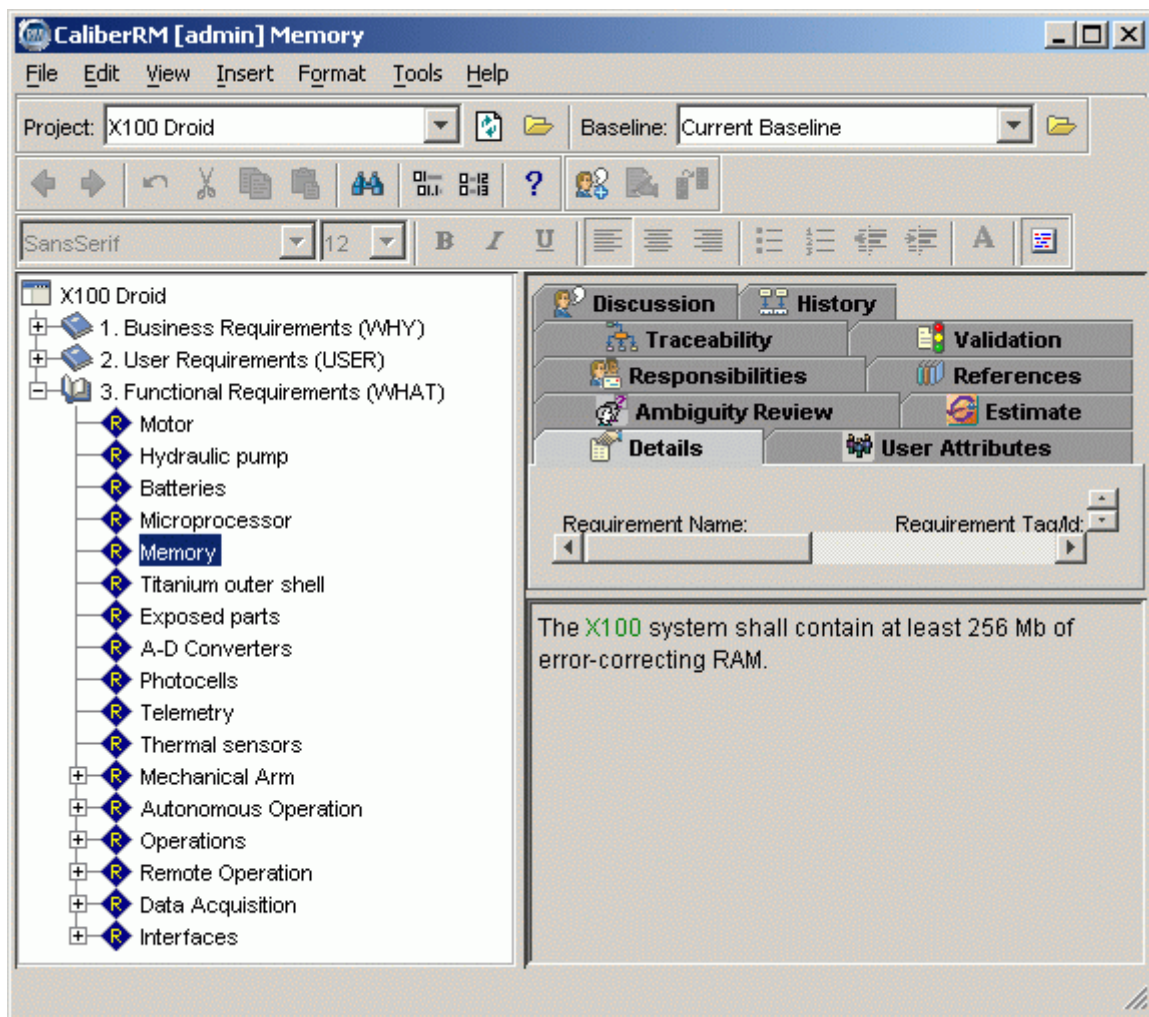 CaliberRM [admin] Memory
File Edit View Insert Format Tools Help
Project: X100 Droid Baseline: Current Baseline
SansSerif 12 B I U A
X100 Droid
1. Business Requirements (WHY)
2. User Requirements (USER)
3. Functional Requirements (WHAT)
Motor
Hydraulic pump
Batteries
Microprocessor
Memory
Titanium outer shell
Exposed parts
A-D Converters
Photocells
Telemetry
Thermal sensors
Mechanical Arm
Autonomous Operation
Operations
Remote Operation
Data Acquisition
Interfaces
Discussion History
Traceability Validation
Responsibilities References
Ambiguity Review Estimate
Details User Attributes
Requirement Name: Requirement Tag/Id:
The X100 system shall contain at least 256 Mb of
error-correcting RAM.